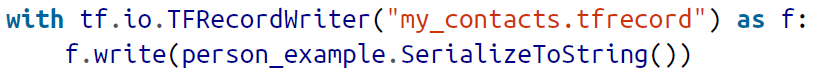 with tf.io.TFRecordWriter("my_contacts.tfrecord") as f:
    f.write(person_example.SerializeToString())